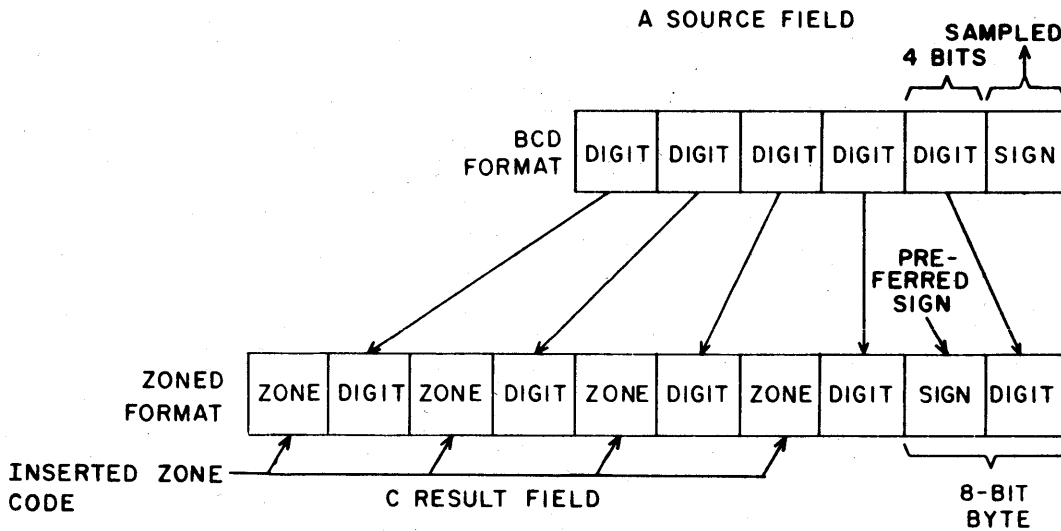 A SOURCE FIELD
SAMPLED
4 BITS
BCD
FORMAT
DIGIT DIGIT DIGIT DIGIT DIGIT SIGN
PRE-
FERRED
SIGN
ZONED
FORMAT
ZONE DIGIT ZONE DIGIT ZONE DIGIT ZONE DIGIT SIGN DIGIT
INSERTED ZONE
CODE
C RESULT FIELD
8-BIT
BYTE